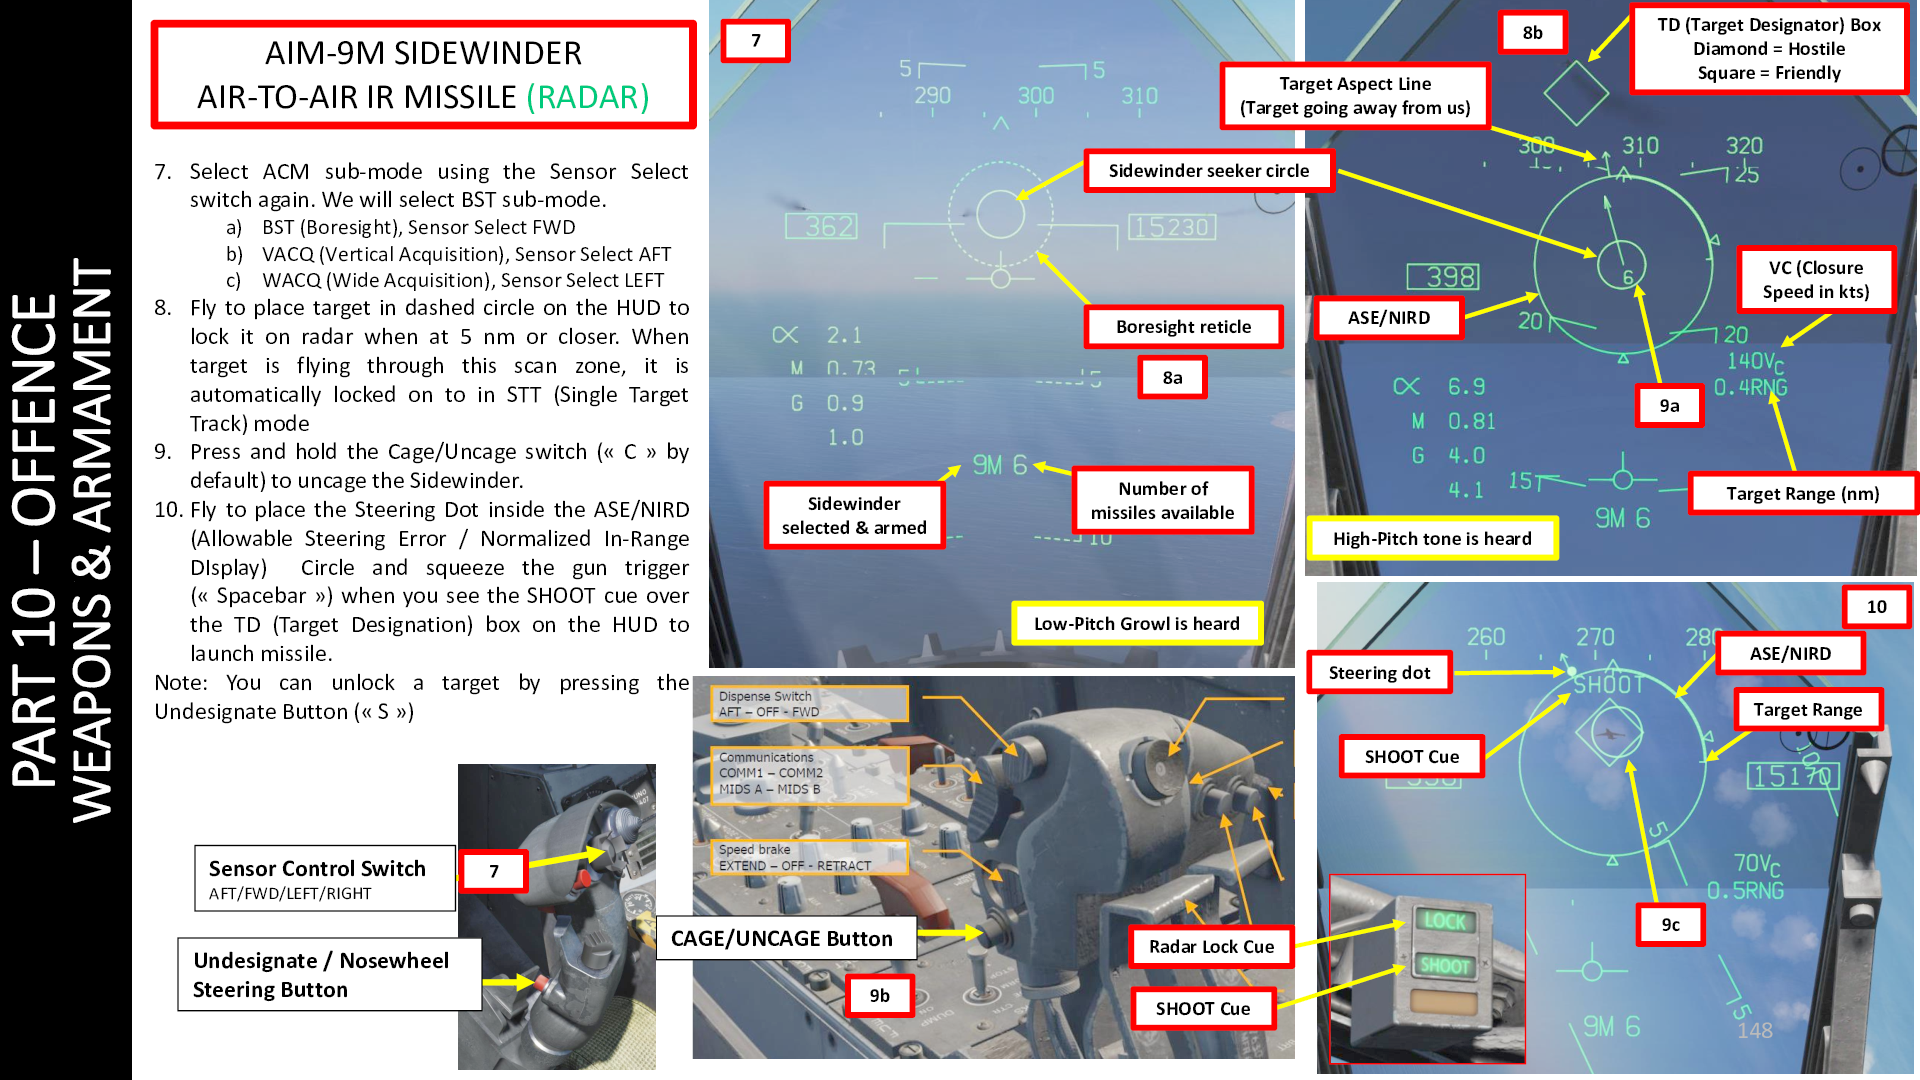 PART 10 – OFFENCE
WEAPONS & ARMAMENT
AIM-9M SIDEWINDER
AIR-TO-AIR IR MISSILE (RADAR)
7. Select ACM sub-mode using the Sensor Select
switch again. We will select BST sub-mode.
a) BST (Boresight), Sensor Select FWD
b) VACQ (Vertical Acquisition), Sensor Select AFT
c) WACQ (Wide Acquisition), Sensor Select LEFT
8. Fly to place target in dashed circle on the HUD to
lock it on radar when at 5 nm or closer. When
target is flying through this scan zone, it is
automatically locked on to in STT (Single Target
Track) mode
9. Press and hold the Cage/Uncage switch (« C » by
default) to uncage the Sidewinder.
10. Fly to place the Steering Dot inside the ASE/NIRD
(Allowable Steering Error / Normalized In-Range
DIsplay) Circle and squeeze the gun trigger
(« Spacebar ») when you see the SHOOT cue over
the TD (Target Designation) box on the HUD to
launch missile.
Note: You can unlock a target by pressing the
Undesignate Button (« S »)
Sensor Control Switch
AFT/FWD/LEFT/RIGHT
7
Undesignate / Nosewheel
Steering Button
7
5 5
290 300 310
362
15230
α 2.1
M 0.73
G 0.9
1.0
5 5
9M 6
10
Sidewinder seeker circle
Boresight reticle
8a
Sidewinder
selected & armed
Number of
missiles available
Low-Pitch Growl is heard
8b
TD (Target Designator) Box
Diamond = Hostile
Square = Friendly
Target Aspect Line
(Target going away from us)
300 310 320
25
398
6
20 20
140Vc
0.4RNG
α 6.9
M 0.81
G 4.0
4.1
15
9M 6
ASE/NIRD
VC (Closure
Speed in kts)
9a
Target Range (nm)
High-Pitch tone is heard
Dispense Switch
AFT – OFF - FWD
Communications
COMM1 – COMM2
MIDS A – MIDS B
Speed brake
EXTEND – OFF - RETRACT
CAGE/UNCAGE Button
9b
Radar Lock Cue
SHOOT Cue
10
260 270 280
SHOOT
15170
5
70Vc
0.5RNG
5
9M 6
Steering dot
ASE/NIRD
Target Range
SHOOT Cue
9c
LOCK
SHOOT
148